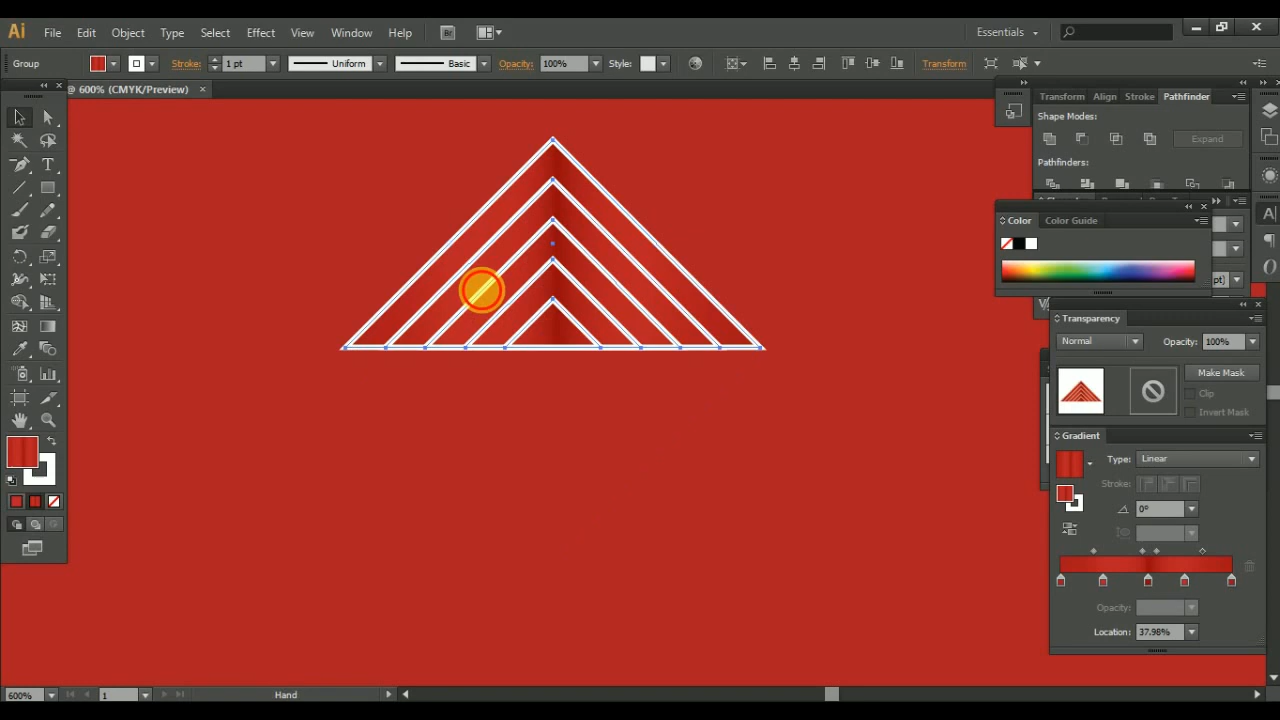 Ai File Edit Object Type Select Effect View Window Help Br Essentials
Group Stroke: 1 pt Uniform Basic Opacity: 100% Style: Transform
@ 600% (CMYK/Preview)
Transform Align Stroke Pathfinder
Shape Modes:
Expand
Pathfinders:
Color Color Guide
Transparency
Normal Opacity: 100%
Make Mask
Clip
Invert Mask
Gradient
Type: Linear
Stroke:
0°
Opacity:
Location: 37.98%
600% 1 Hand